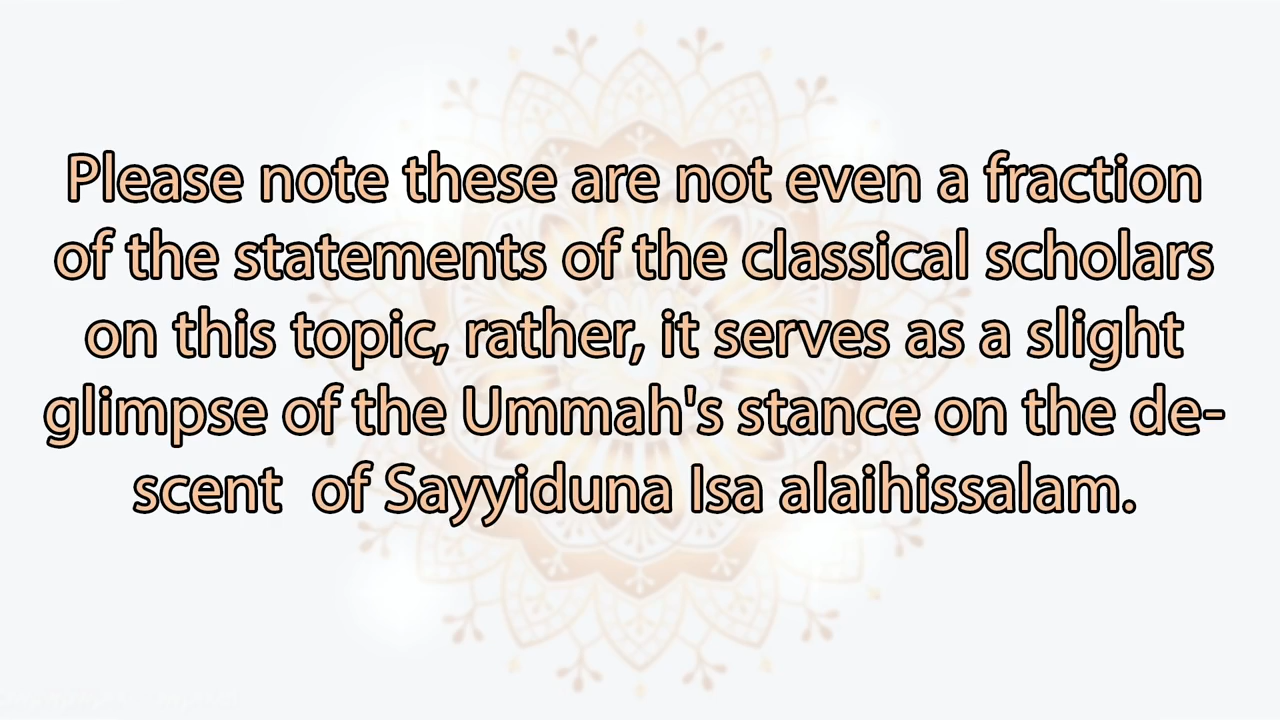 Please note these are not even a fraction
of the statements of the classical scholars
on this topic, rather, it serves as a slight
glimpse of the Ummah's stance on the de-
scent  of Sayyiduna Isa alaihissalam.